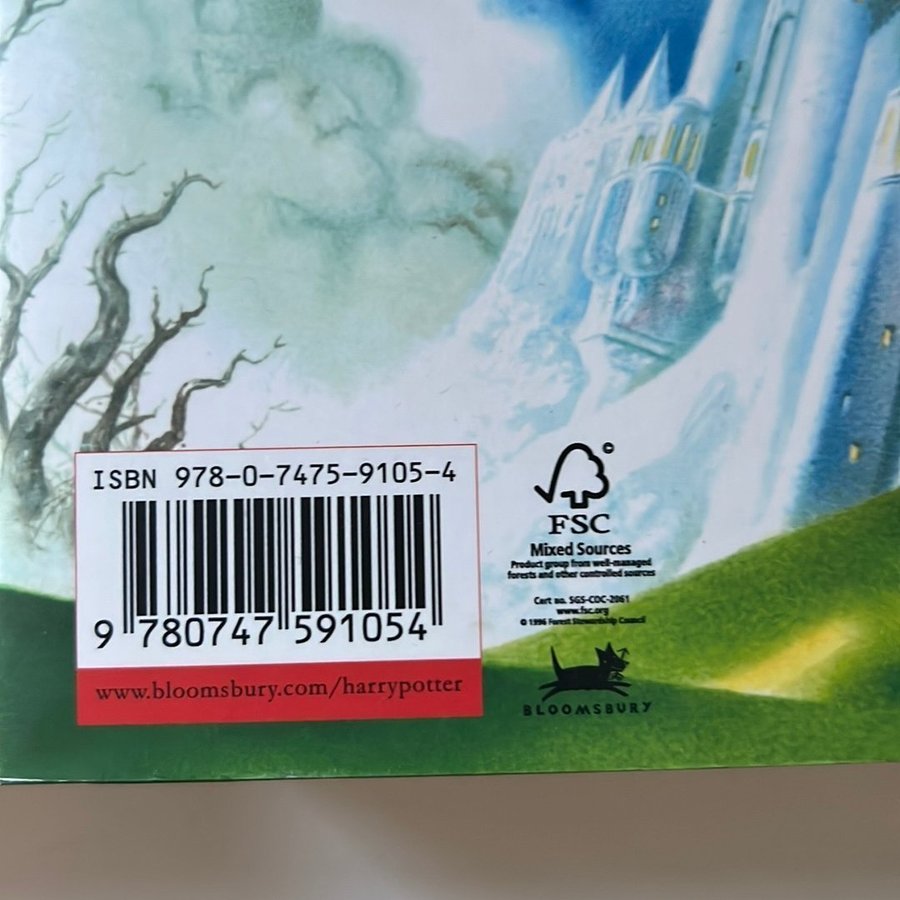 ISBN 978-0-7475-9105-4
9 780747 591054
www.bloomsbury.com/harrypotter
©
FSC
Mixed Sources
Product group from well-managed
forests and other controlled sources
Cert no. SGS-COC-2061
www.fsc.org
© 1996 Forest Stewardship Council
BLOOMSBURY